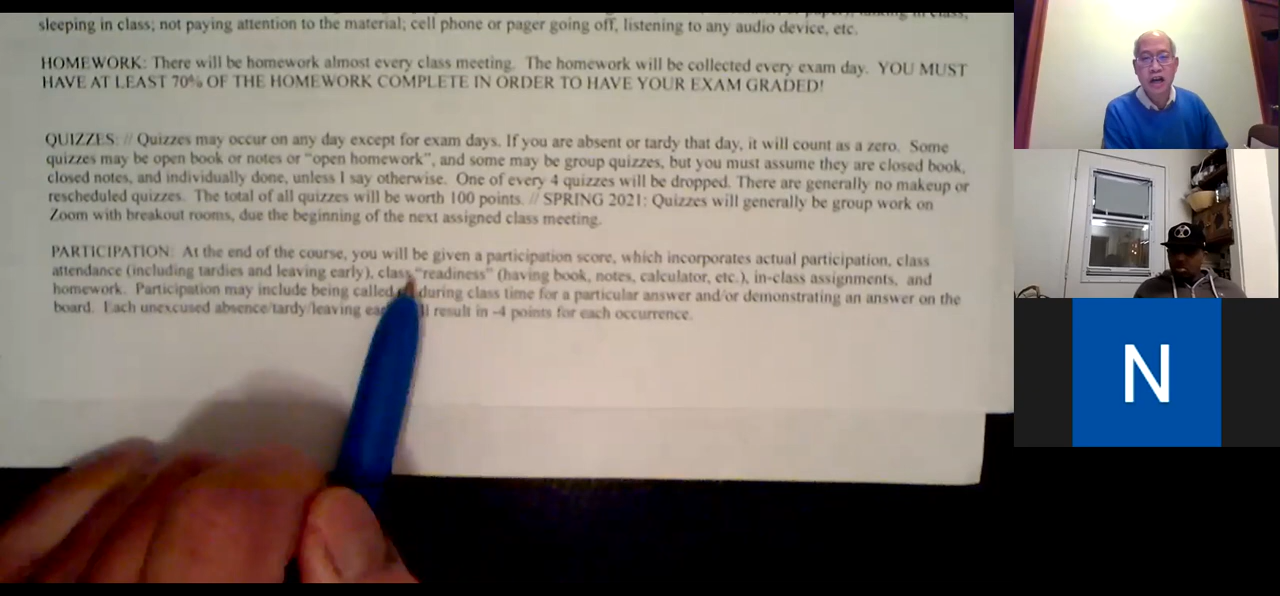 sleeping in class; not paying attention to the material; cell phone or pager going off, listening to any audio device, etc.
HOMEWORK: There will be homework almost every class meeting. The homework will be collected every exam day. YOU MUST
HAVE AT LEAST 70% OF THE HOMEWORK COMPLETE IN ORDER TO HAVE YOUR EXAM GRADED!
QUIZZES: // Quizzes may occur on any day except for exam days. If you are absent or tardy that day, it will count as a zero. Some
quizzes may be open book or notes or “open homework”, and some may be group quizzes, but you must assume they are closed book,
closed notes, and individually done, unless I say otherwise. One of every 4 quizzes will be dropped. There are generally no makeup or
rescheduled quizzes. The total of all quizzes will be worth 100 points. // SPRING 2021: Quizzes will generally be group work on
Zoom with breakout rooms, due the beginning of the next assigned class meeting.
PARTICIPATION: At the end of the course, you will be given a participation score, which incorporates actual participation, class
attendance (including tardies and leaving early), class “readiness” (having book, notes, calculator, etc.), in-class assignments, and
homework. Participation may include being called during class time for a particular answer and/or demonstrating an answer on the
board. Each unexcused absence/tardy/leaving result in -4 points for each occurrence.
N